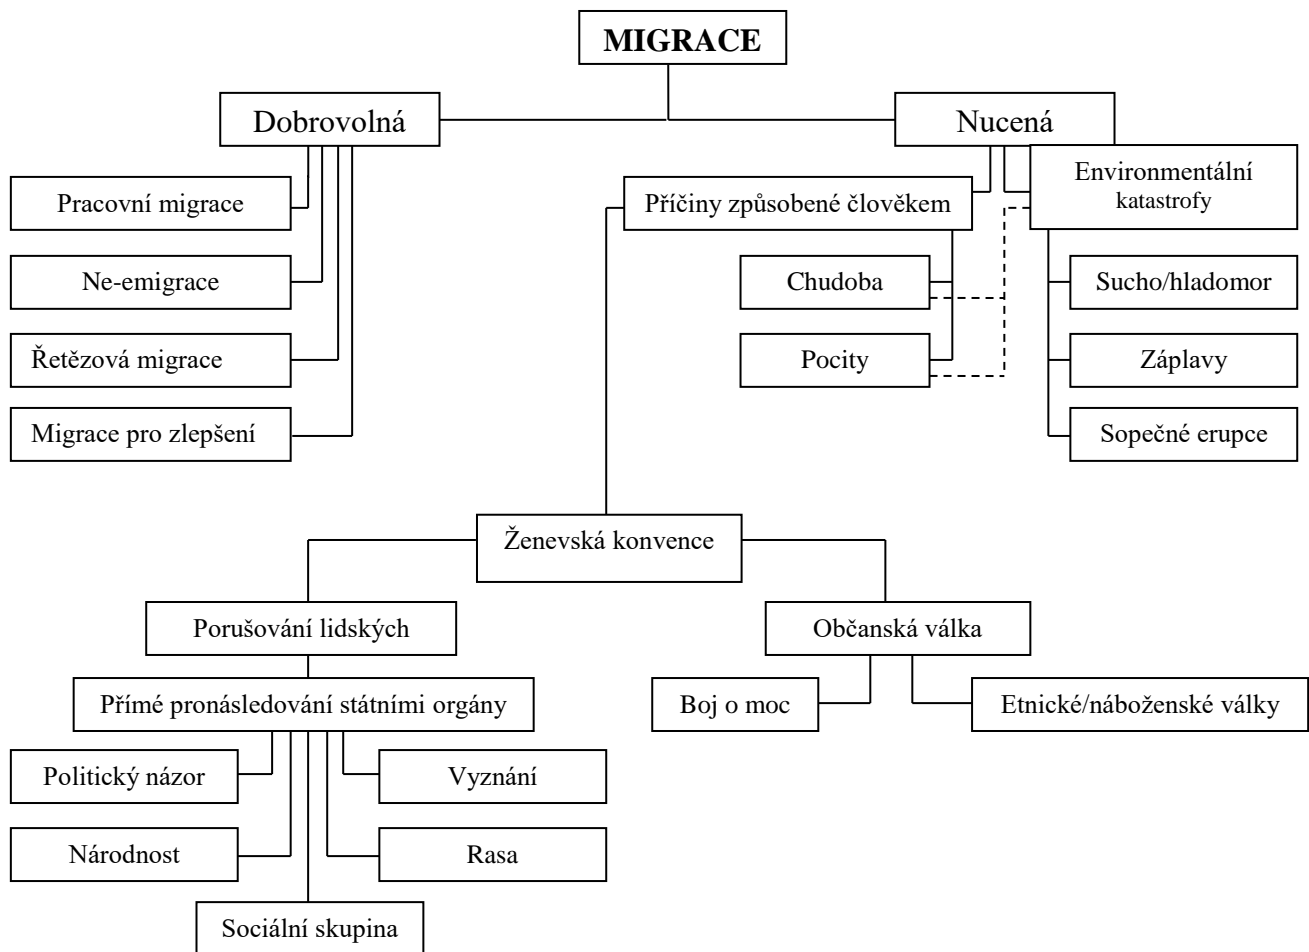 MIGRACE
Dobrovolná
Nucená
Pracovní migrace
Ne-emigrace
Řetězová migrace
Migrace pro zlepšení
Příčiny způsobené člověkem
Chudoba
Pocity
Environmentální
katastrofy
Sucho/hladomor
Záplavy
Sopečné erupce
Ženevská konvence
Porušování lidských
Přímé pronásledování státními orgány
Politický názor
Vyznání
Národnost
Rasa
Sociální skupina
Občanská válka
Boj o moc
Etnické/náboženské války